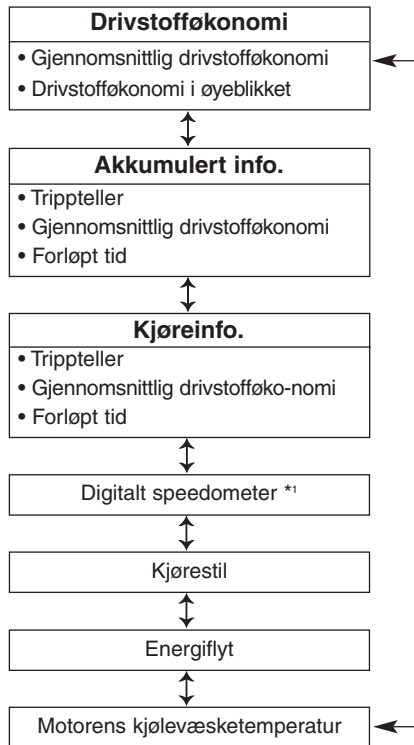 Drivstofføkonomi
• Gjennomsnittlig drivstofføkonomi
• Drivstofføkonomi i øyeblikket
Akkumulert info.
• Trippteller
• Gjennomsnittlig drivstofføkonomi
• Forløpt tid
Kjøreinfo.
• Trippteller
• Gjennomsnittlig drivstofføko-nomi
• Forløpt tid
Digitalt speedometer *1
Kjørestil
Energiflyt
Motorens kjølevæsketemperatur